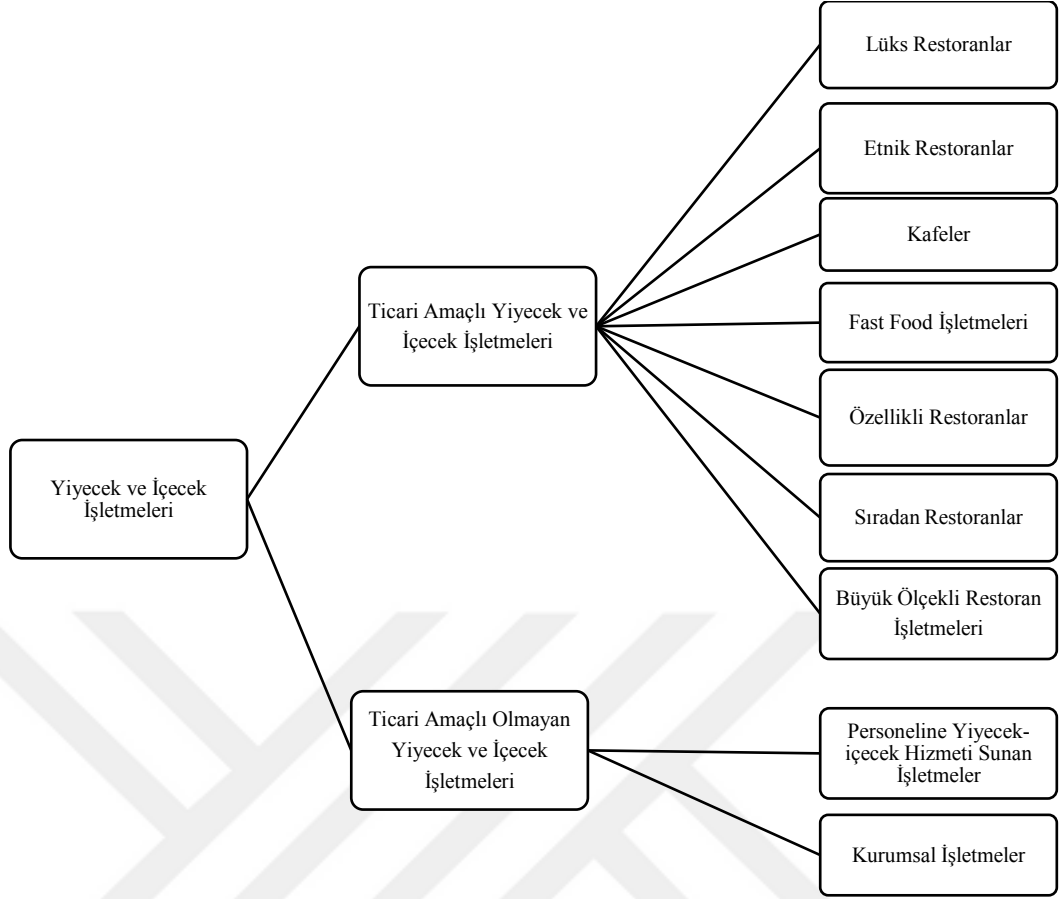 Yiyecek ve İçecek
İşletmeleri
Ticari Amaçlı Yiyecek ve
İçecek İşletmeleri
Lüks Restoranlar
Etnik Restoranlar
Kafeler
Fast Food İşletmeleri
Özellikli Restoranlar
Sıradan Restoranlar
Büyük Ölçekli Restoran
İşletmeleri
Ticari Amaçlı Olmayan
Yiyecek ve İçecek
İşletmeleri
Personeline Yiyecek-
içecek Hizmeti Sunan
İşletmeler
Kurumsal İşletmeler